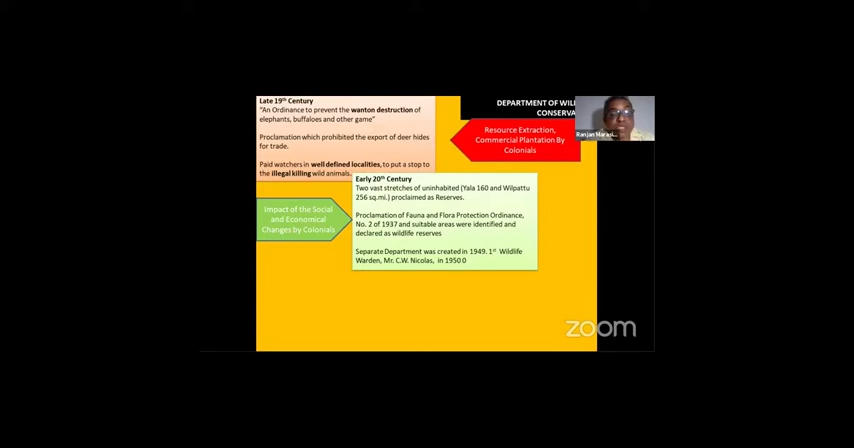 Late 19th Century
"An Ordinance to prevent the wanton destruction of
elephants, buffaloes and other game"
Proclamation which prohibited the export of deer hides
for trade.
Paid watchers in well defined localities, to put a stop to
the illegal killing wild animals.
DEPARTMENT OF
CONSERVA
Resource Extraction,
Commercial Plantation By
Colonials
Ranjan Marasi...
Early 20th Century
Two vast stretches of uninhabited (Yala 160 and Wilpattu
256 sq.mi.) proclaimed as Reserves.
Proclamation of Fauna and Flora Protection Ordinance,
No. 2 of 1937 and suitable areas were identified and
declared as wildlife reserves
Separate Department was created in 1949. 1st Wildlife
Warden, Mr. C.W. Nicolas, in 1950 0
Impact of the Social
and Economical
Changes by Colonials
zoom